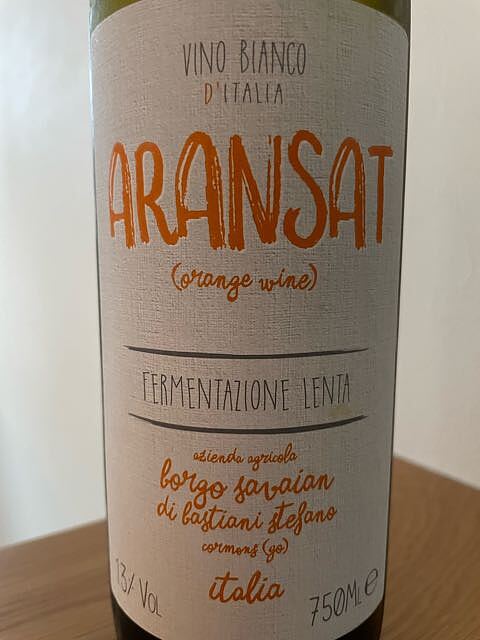 VINO BIANCO
D'ITALIA
ARANSAT
(orange wine)
FERMENTAZIONE LENTA
azienda agricola
borgo savaian
di bastiani stefano
cormons (go)
italia
13% VOL
750ML e